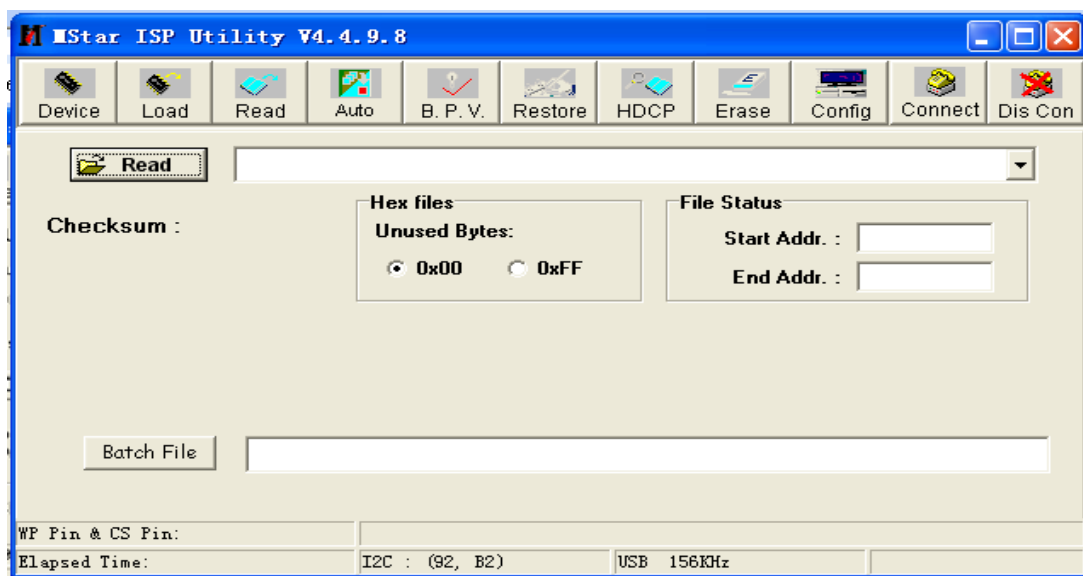 MStar ISP Utility V4.4.9.8
Device Load Read Auto B.P.V. Restore HDCP Erase Config Connect Dis Con
Read
Hex files File Status
Checksum : Unused Bytes: Start Addr. :
0x00 0xFF End Addr. :
Batch File
WP Pin & CS Pin:
Elapsed Time: I2C : (92, B2) USB 156KHz